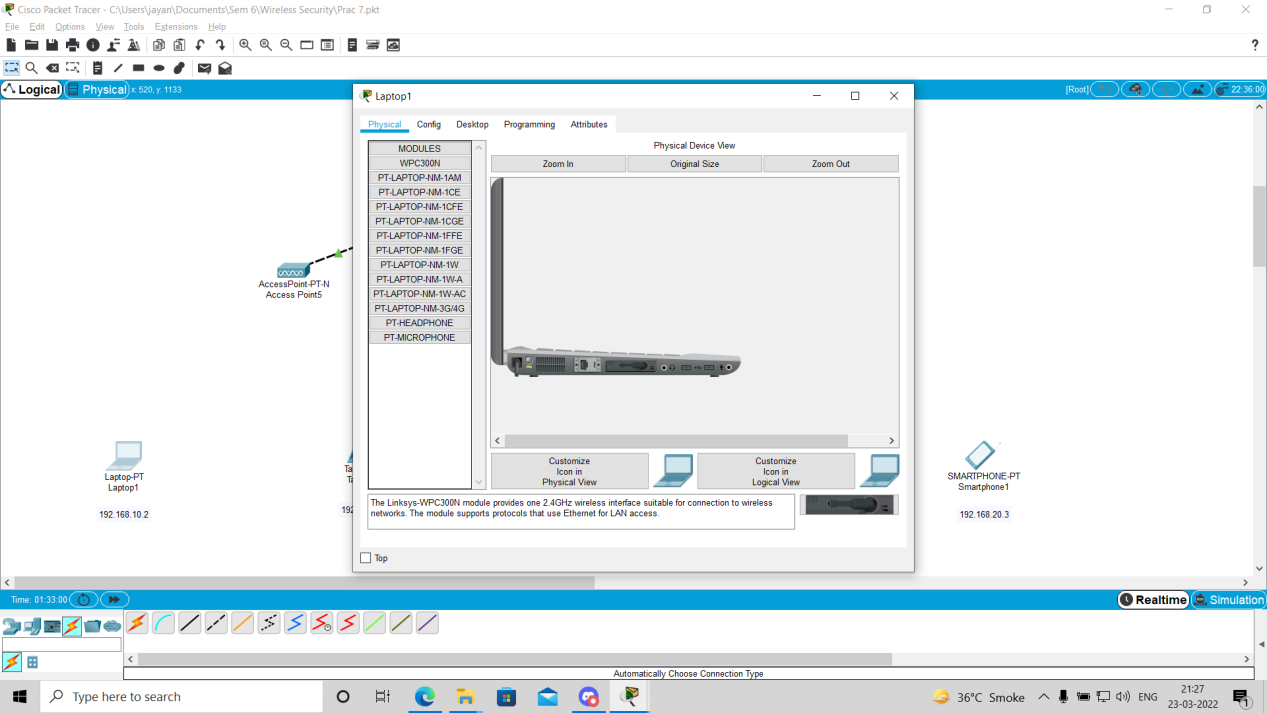 Cisco Packet Tracer - C:\Users\jayan\Documents\Sem 6\Wireless Security\Prac 7.pkt
File Edit Options View Tools Extensions Help
?
Logical Physical x: 520, y: 1133
[Root] 22:36:00
Laptop1
Physical Config Desktop Programming Attributes
MODULES
WPC300N
PT-LAPTOP-NM-1AM
PT-LAPTOP-NM-1CE
PT-LAPTOP-NM-1CFE
PT-LAPTOP-NM-1CGE
PT-LAPTOP-NM-1FFE
PT-LAPTOP-NM-1FGE
PT-LAPTOP-NM-1W
PT-LAPTOP-NM-1W-A
PT-LAPTOP-NM-1W-AC
PT-LAPTOP-NM-3G/4G
PT-HEADPHONE
PT-MICROPHONE
Physical Device View
Zoom In Original Size Zoom Out
Customize
Icon in
Physical View
Customize
Icon in
Logical View
The Linksys-WPC300N module provides one 2.4GHz wireless interface suitable for connection to wireless
networks. The module supports protocols that use Ethernet for LAN access.
Top
AccessPoint-PT-N
Access Point5
Laptop-PT
Laptop1
192.168.10.2
Ta
Ta
192
SMARTPHONE-PT
Smartphone1
192.168.20.3
Time: 01:33:00
Realtime Simulation
Automatically Choose Connection Type
Type here to search
36°C Smoke
ENG
21:27
23-03-2022
1